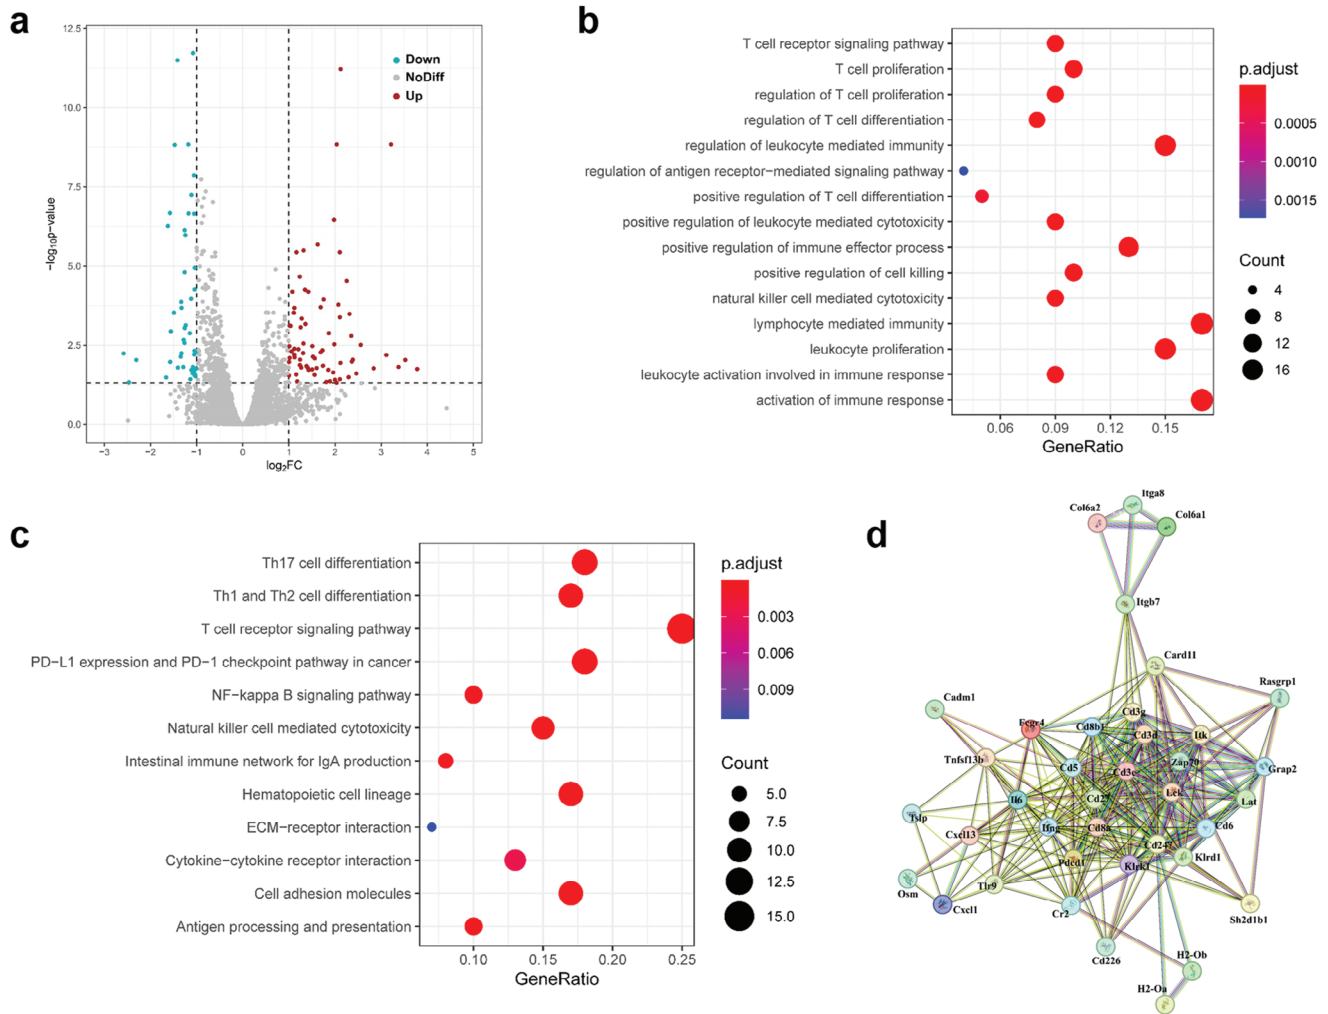 a
12.5
10.0
7.5
5.0
2.5
0.0
−log10p−value
−3
−2
−1
0
1
2
3
4
5
log2FC
Down
NoDiff
Up
b
T cell receptor signaling pathway
T cell proliferation
regulation of T cell proliferation
regulation of T cell differentiation
regulation of leukocyte mediated immunity
regulation of antigen receptor−mediated signaling pathway
positive regulation of T cell differentiation
positive regulation of leukocyte mediated cytotoxicity
positive regulation of immune effector process
positive regulation of cell killing
natural killer cell mediated cytotoxicity
lymphocyte mediated immunity
leukocyte proliferation
leukocyte activation involved in immune response
activation of immune response
0.06
0.09
0.12
0.15
GeneRatio
p.adjust
0.0005
0.0010
0.0015
Count
4
8
12
16
c
Th17 cell differentiation
Th1 and Th2 cell differentiation
T cell receptor signaling pathway
PD−L1 expression and PD−1 checkpoint pathway in cancer
NF−kappa B signaling pathway
Natural killer cell mediated cytotoxicity
Intestinal immune network for IgA production
Hematopoietic cell lineage
ECM−receptor interaction
Cytokine−cytokine receptor interaction
Cell adhesion molecules
Antigen processing and presentation
0.10
0.15
0.20
0.25
GeneRatio
p.adjust
0.003
0.006
0.009
Count
5.0
7.5
10.0
12.5
15.0
d
Itga8
Col6a2
Col6a1
Itgb7
Card11
Rasgrp1
Cadm1
Cd3g
Fcgr4
Cd8b1
Cd3d
Itk
Tnfsf13b
Cd5
Cd3e
Zap70
Grap2
Lck
Il6
Cd27
Lat
Tslp
Cxcl13
Ifng
Cd8a
Cd6
Cd247
Pdcd1
Klrk1
Klrd1
Osm
Tlr9
Cxcl1
Cr2
Sh2d1b1
Cd226
H2-Ob
H2-Oa